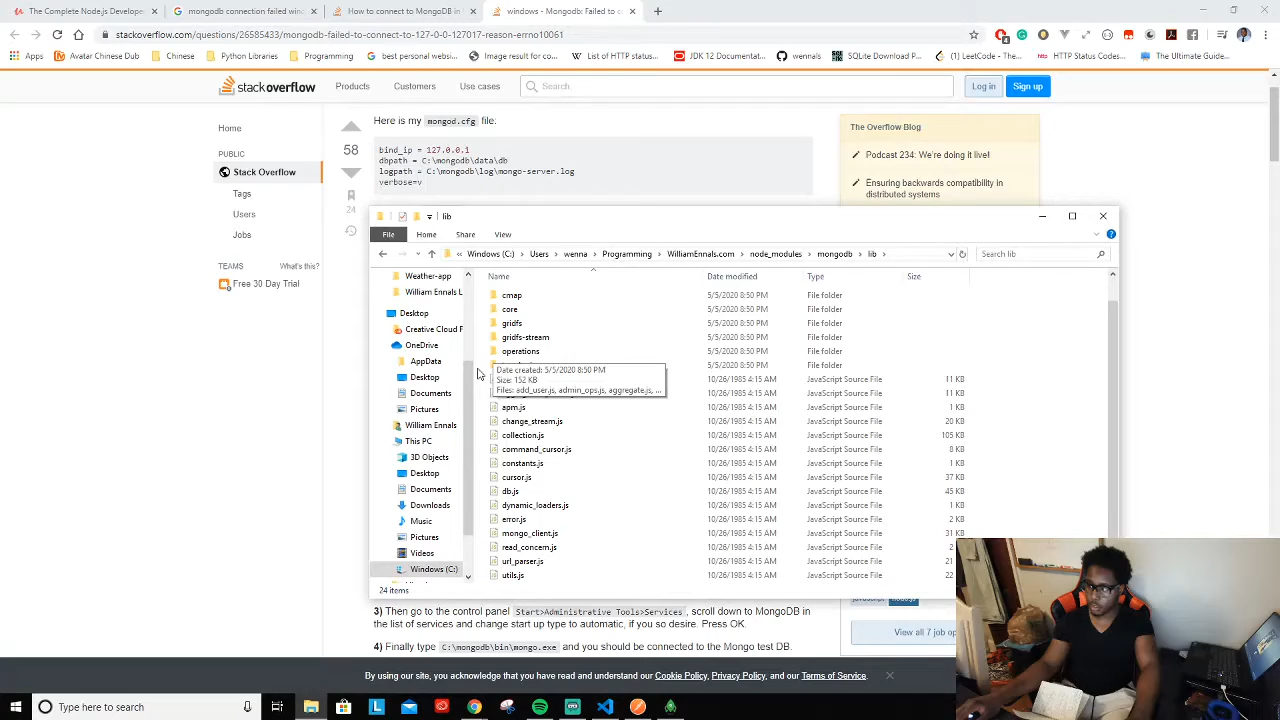 The Complete Node.js Develope
mongodb connection failed win
How to connect to MongoDB in
windows - Mongodb: Failed to c
stackoverflow.com/questions/26585433/mongodb-failed-to-connect-to-127-0-0-127017-reason-errno10061
Apps
Avatar Chinese Dub
Chinese
Python Libraries
Programming
best personal websi...
Image result for co...
List of HTTP status...
JDK 12 Documentat...
wennals
SQLite Download P...
(1) LeetCode - The...
HTTP Status Codes...
The Ultimate Guide...
stackoverflow
Products
Customers
Use cases
Search…
Log in
Sign up
Home
PUBLIC
Stack Overflow
Tags
Users
Jobs
TEAMS
What's this?
Free 30 Day Trial
58
24
Here is my mongod.cfg file:
bind_ip = 127.0.0.1
dbpath = C:\mongodb\data\db
logpath = C:\mongodb\log\mongo-server.log
verbose=v
The Overflow Blog
Podcast 234: We're doing it live!
Ensuring backwards compatibility in
distributed systems
lib
File
Home
Share
View
« Windows (C:) › Users › wenna › Programming › WilliamEnnals.com › node_modules › mongodb › lib ›
Search lib
Weather-app
William Ennals L
Desktop
Creative Cloud F
OneDrive
AppData
Desktop
Documents
Pictures
William Ennals
This PC
3D Objects
Desktop
Documents
Downloads
Music
Pictures
Videos
Windows (C:)
Name Date modified Type Size
cmap 5/5/2020 8:50 PM File folder
core 5/5/2020 8:50 PM File folder
gridfs 5/5/2020 8:50 PM File folder
gridfs-stream 5/5/2020 8:50 PM File folder
operations 5/5/2020 8:50 PM File folder
5/5/2020 8:50 PM File folder
10/26/1985 4:15 AM JavaScript Source File 11 KB
10/26/1985 4:15 AM JavaScript Source File 11 KB
Date created: 5/5/2020 8:50 PM
Size: 152 KB
Files: add_user.js, admin_ops.js, aggregate.js, ...
apm.js 10/26/1985 4:15 AM JavaScript Source File 1 KB
change_stream.js 10/26/1985 4:15 AM JavaScript Source File 20 KB
collection.js 10/26/1985 4:15 AM JavaScript Source File 105 KB
command_cursor.js 10/26/1985 4:15 AM JavaScript Source File 8 KB
constants.js 10/26/1985 4:15 AM JavaScript Source File 1 KB
cursor.js 10/26/1985 4:15 AM JavaScript Source File 37 KB
db.js 10/26/1985 4:15 AM JavaScript Source File 45 KB
dynamic_loaders.js 10/26/1985 4:15 AM JavaScript Source File 1 KB
error.js 10/26/1985 4:15 AM JavaScript Source File 2 KB
mongo_client.js 10/26/1985 4:15 AM JavaScript Source File 31 KB
read_concern.js 10/26/1985 4:15 AM JavaScript Source File 2
url_parser.js 10/26/1985 4:15 AM JavaScript Source File 21
utils.js 10/26/1985 4:15 AM JavaScript Source File 22
24 items
3) Then go to the control panel Start>Administrative Tools>Services, scroll down to MongoDB in
the list of services and change start up type to automatic, if you so desire. Press OK.
4) Finally type C:\mongodb\bin\mongo.exe and you should be connected to the Mongo test DB.
View all 7 job op
By using our site, you acknowledge that you have read and understand our Cookie Policy, Privacy Policy, and our Terms of Service.
Type here to search